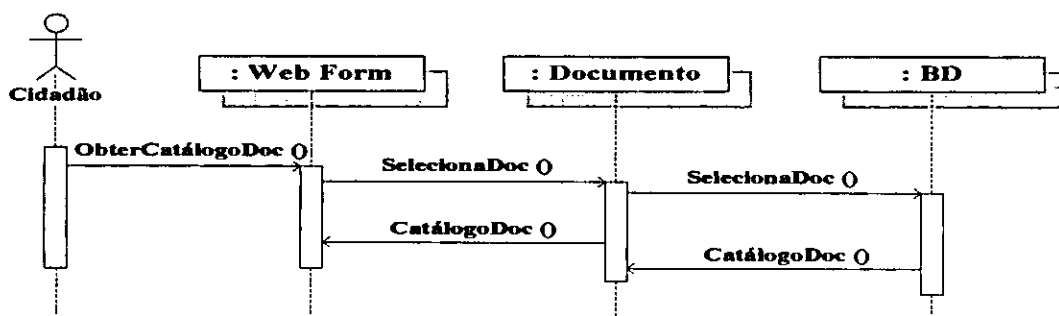 : Web Form
: Documento
: BD
Cidadão
ObterCatálogoDoc ()
SelecionaDoc ()
SelecionaDoc ()
CatálogoDoc ()
CatálogoDoc ()